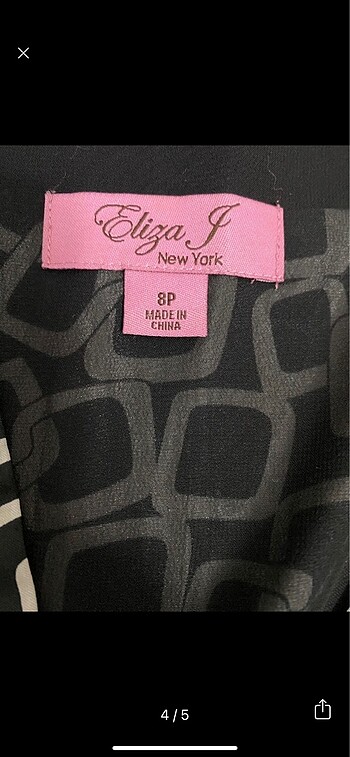 Eliza J
New York
8P
MADE IN
CHINA
4 / 5